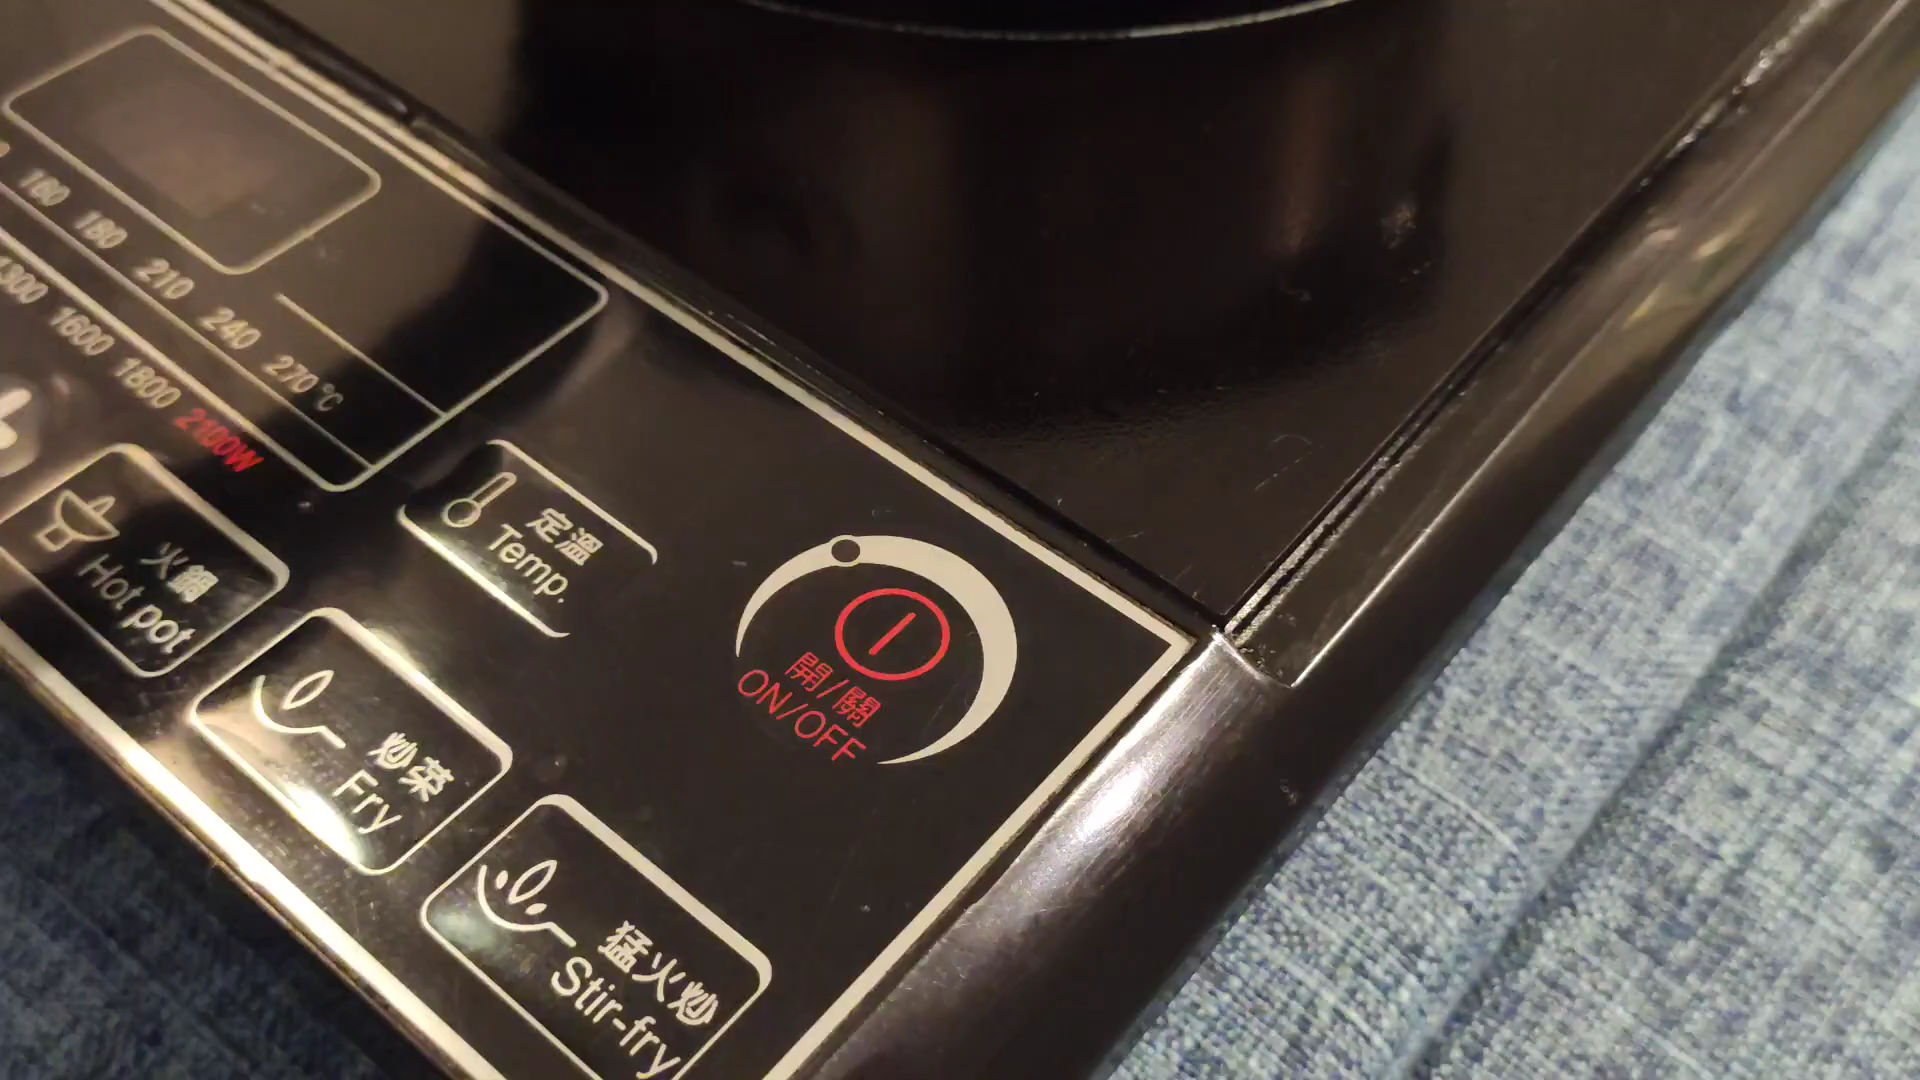 160 180 210 240 270°C
1300 1600 1800 2100W
定溫
Temp.
開/關
ON/OFF
火鍋
Hot pot
炒菜
Fry
猛火炒
Stir-fry